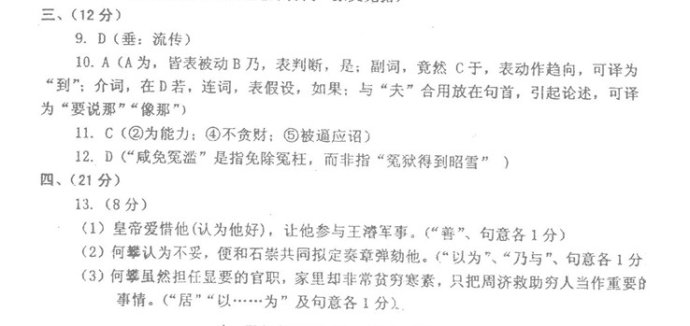 三、（12分）
9. D（垂：流传）
10. A（A为，皆表被动B乃，表判断，是；副词，竟然 C于，表动作趋向，可译为
“到”；介词，在D若，连词，表假设，如果；与“夫”合用放在句首，引起论述，可译
为“要说那”“像那”）
11. C（②为能力；④不贪财；⑤被逼应诏）
12. D（“咸免冤滥”是指免除冤枉，而非指“冤狱得到昭雪” ）
四、（21分）
13.（8分）
（1）皇帝爱惜他(认为他好)，让他参与王濬军事。（“善”、句意各1分）
（2）何攀认为不妥，便和石崇共同拟定奏章弹劾他。（“以为”、“乃与”、句意各1分
（3）何攀虽然担任显要的官职，家里却非常贫穷寒素，只把周济救助穷人当作重要的
事情。（“居”“以……为”及句意各1分）.